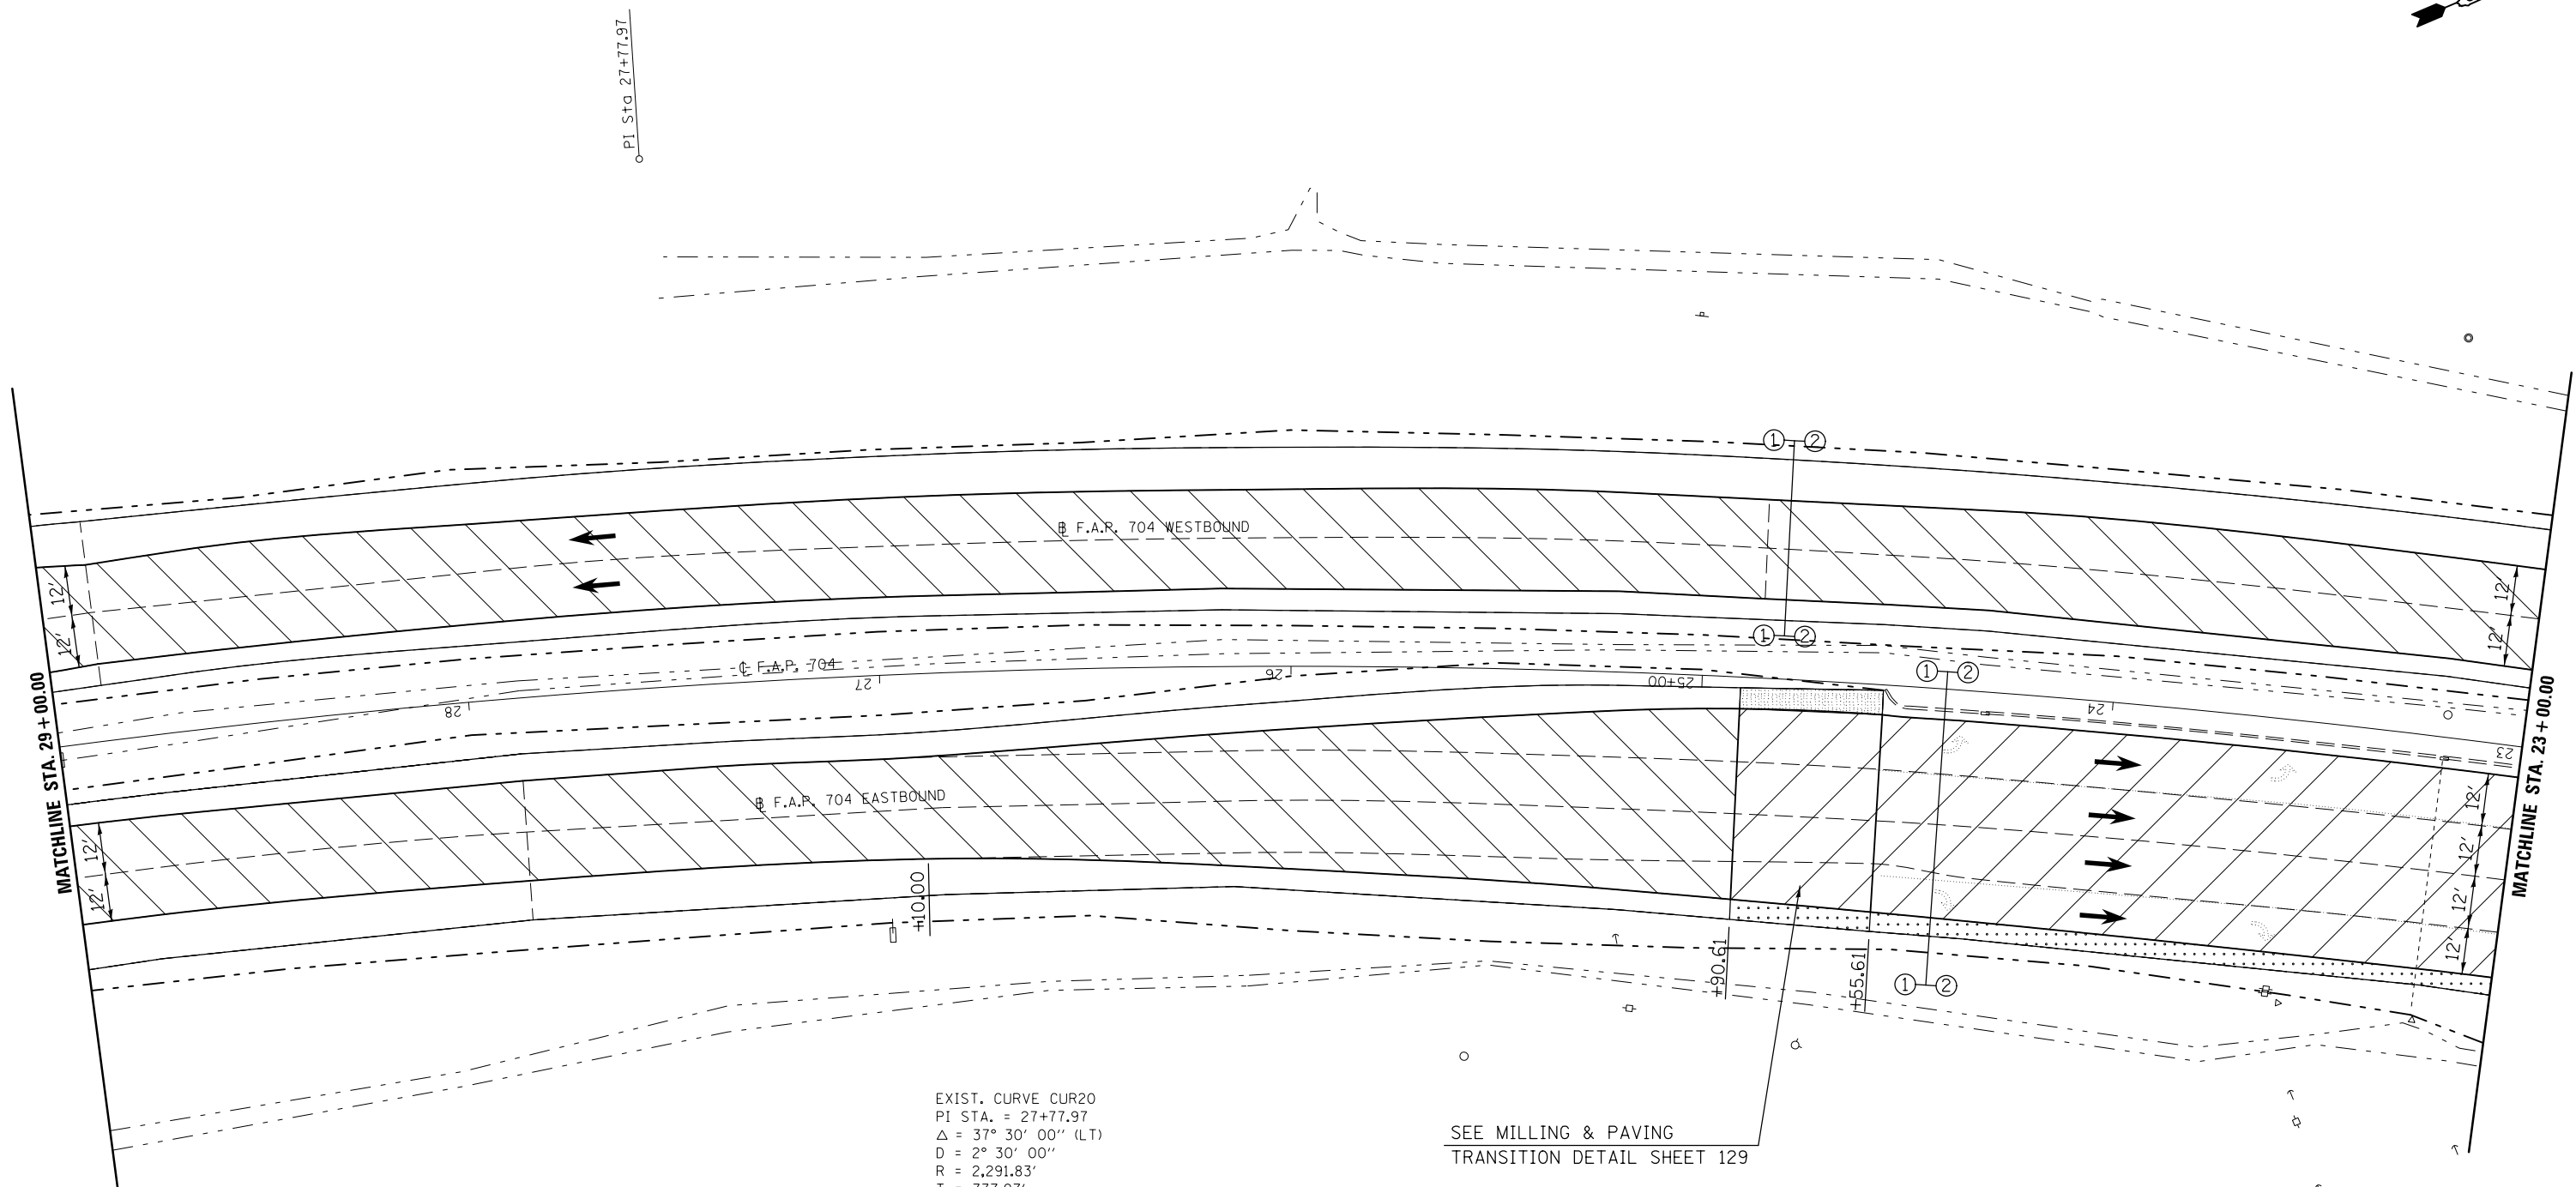 PI Sta 27+77.97
1 2
℄ F.A.P. 704 WESTBOUND
B F.A.P. 704 WESTBOUND
12'
12'
12'
12'
1 2
℄ F.A.P. 704
28
27
26
25+00
24
23
1 2
MATCHLINE STA. 29+00.00
MATCHLINE STA. 23+00.00
B F.A.P. 704 EASTBOUND
12'
12'
12'
12'
12'
12'
+10.00
+90.61
+55.61
1 2
EXIST. CURVE CUR20
PI STA. = 27+77.97
Δ = 37° 30' 00'' (LT)
D = 2° 30' 00''
R = 2,291.83'
SEE MILLING & PAVING
TRANSITION DETAIL SHEET 129